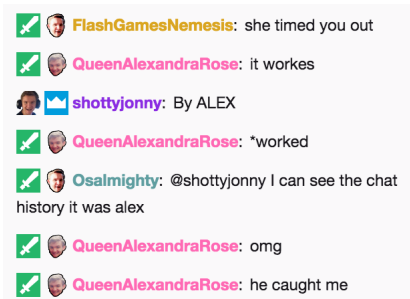 FlashGamesNemesis: she timed you out
QueenAlexandraRose: it workes
shottyjonny: By ALEX
QueenAlexandraRose: *worked
Osalmighty: @shottyjonny I can see the chat
history it was alex
QueenAlexandraRose: omg
QueenAlexandraRose: he caught me